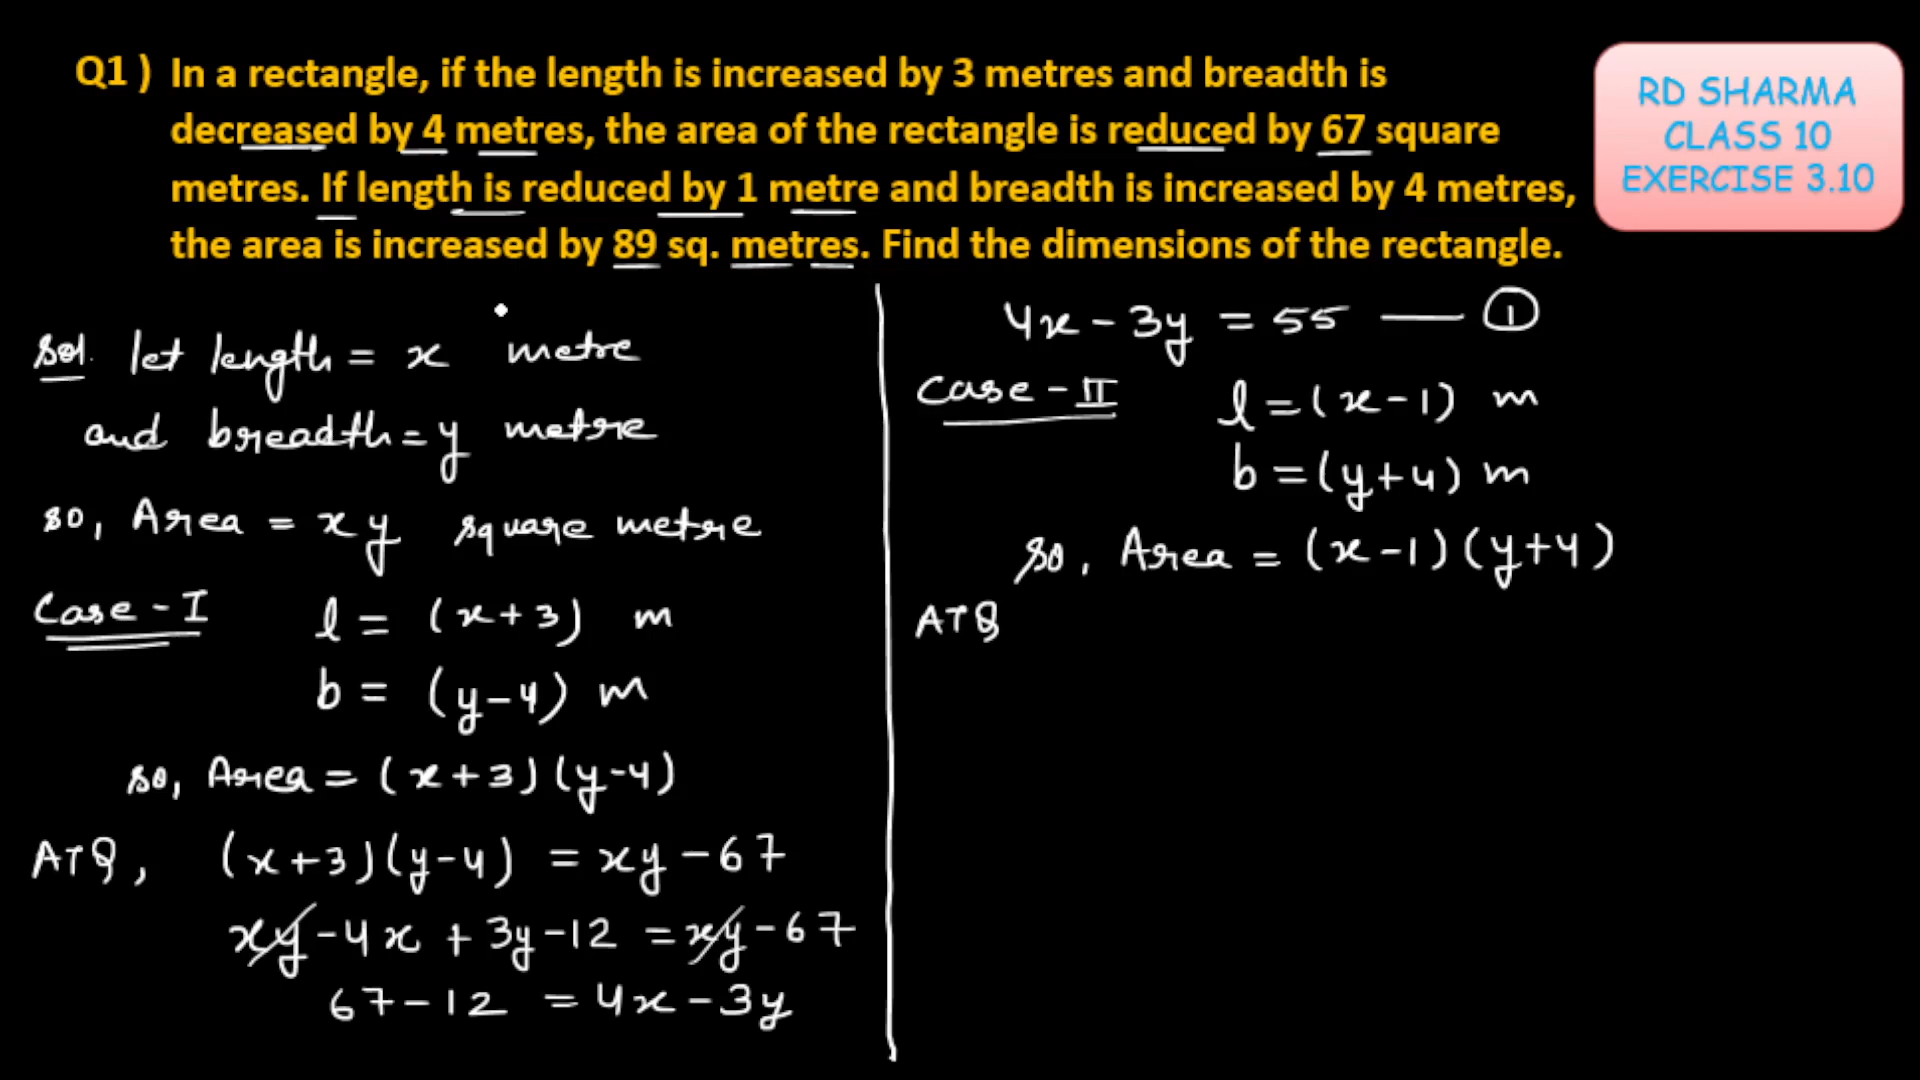 Q1 ) In a rectangle, if the length is increased by 3 metres and breadth is
decreased by 4 metres, the area of the rectangle is reduced by 67 square
metres. If length is reduced by 1 metre and breadth is increased by 4 metres,
the area is increased by 89 sq. metres. Find the dimensions of the rectangle.
RD SHARMA
CLASS 10
EXERCISE 3.10
Sol. let length = x metre
and breadth = y metre
so, Area = xy square metre
Case - I l = (x+3) m
b = (y-4) m
so, Area = (x+3)(y-4)
ATQ, (x+3)(y-4) = xy - 67
xy - 4x + 3y - 12 = xy - 67
67 - 12 = 4x - 3y
4x - 3y = 55 — ①
Case - II l = (x-1) m
b = (y+4) m
so, Area = (x-1)(y+4)
ATQ